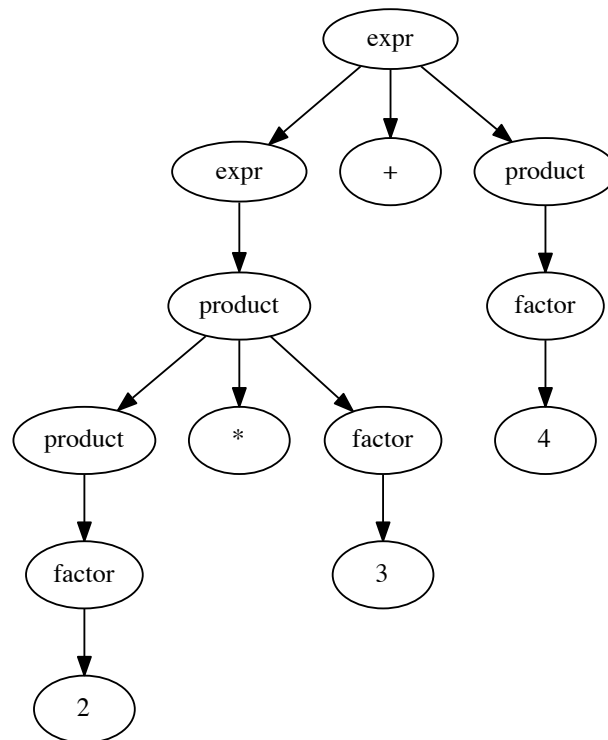 expr
expr + product
product factor
product * factor 4
factor 3
2